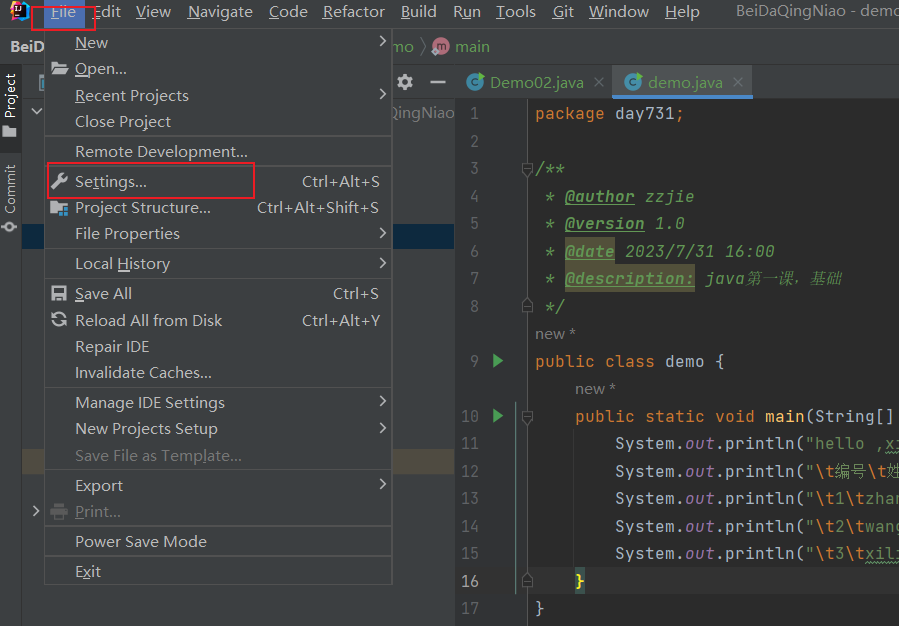 File Edit View Navigate Code Refactor Build Run Tools Git Window Help BeiDaQingNiao - demo
BeiD
mo main
Project
Commit
New
Open...
Recent Projects
Close Project
Remote Development...
Settings... Ctrl+Alt+S
Project Structure... Ctrl+Alt+Shift+S
File Properties
Local History
Save All Ctrl+S
Reload All from Disk Ctrl+Alt+Y
Repair IDE
Invalidate Caches...
Manage IDE Settings
New Projects Setup
Save File as Template...
Export
Print...
Power Save Mode
Exit
QingNiao
Demo02.java demo.java
1 package day731;
2
3 /**
4 * @author zzjie
5 * @version 1.0
6 * @date 2023/7/31 16:00
7 * @description: java第一课，基础
8 */
new *
9 public class demo {
new *
10 public static void main(String[]
11 System.out.println("hello ,xi
12 System.out.println("\t编号\t姓
13 System.out.println("\t1\tzhan
14 System.out.println("\t2\twang
15 System.out.println("\t3\txili
16 }
17 }